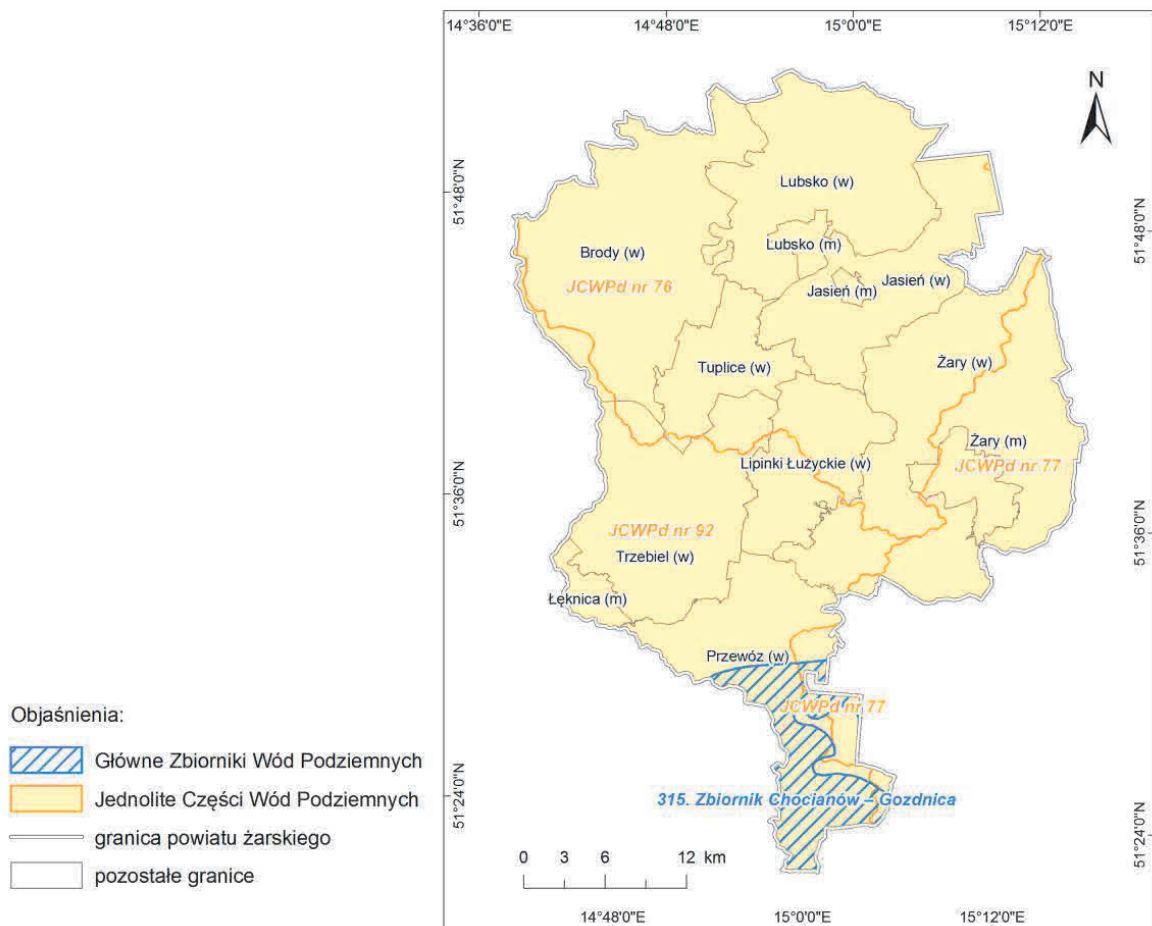 14°36'0"E
14°48'0"E
15°0'0"E
15°12'0"E
N
51°48'0"N
51°48'0"N
Lubsko (w)
Lubsko (m)
Brody (w)
JCWPd nr 76
Jasień (w)
Jasień (m)
Tuplice (w)
Żary (w)
Żary (m)
JCWPd nr 77
Lipinki Łużyckie (w)
51°36'0"N
51°36'0"N
JCWPd nr 92
Trzebiel (w)
Łęknica (m)
Przewóz (w)
JCWPd nr 77
315. Zbiornik Chocianów – Gozdnica
51°24'0"N
51°24'0"N
0 3 6 12 km
14°48'0"E
15°0'0"E
15°12'0"E
Objaśnienia:
Główne Zbiorniki Wód Podziemnych
Jednolite Części Wód Podziemnych
granica powiatu żarskiego
pozostałe granice